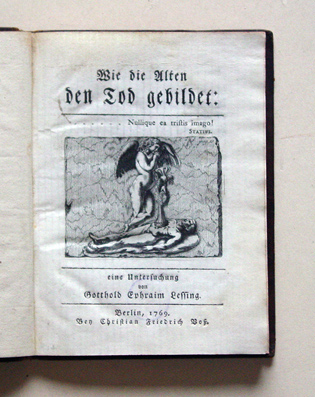 Wie die Alten
den Tod gebildet:
. . . . . Nullique ea tristis imago!
STATIUS.
eine Untersuchung
von
Gotthold Ephraim Lessing.
Berlin, 1769.
Bey Christian Friedrich Voß.